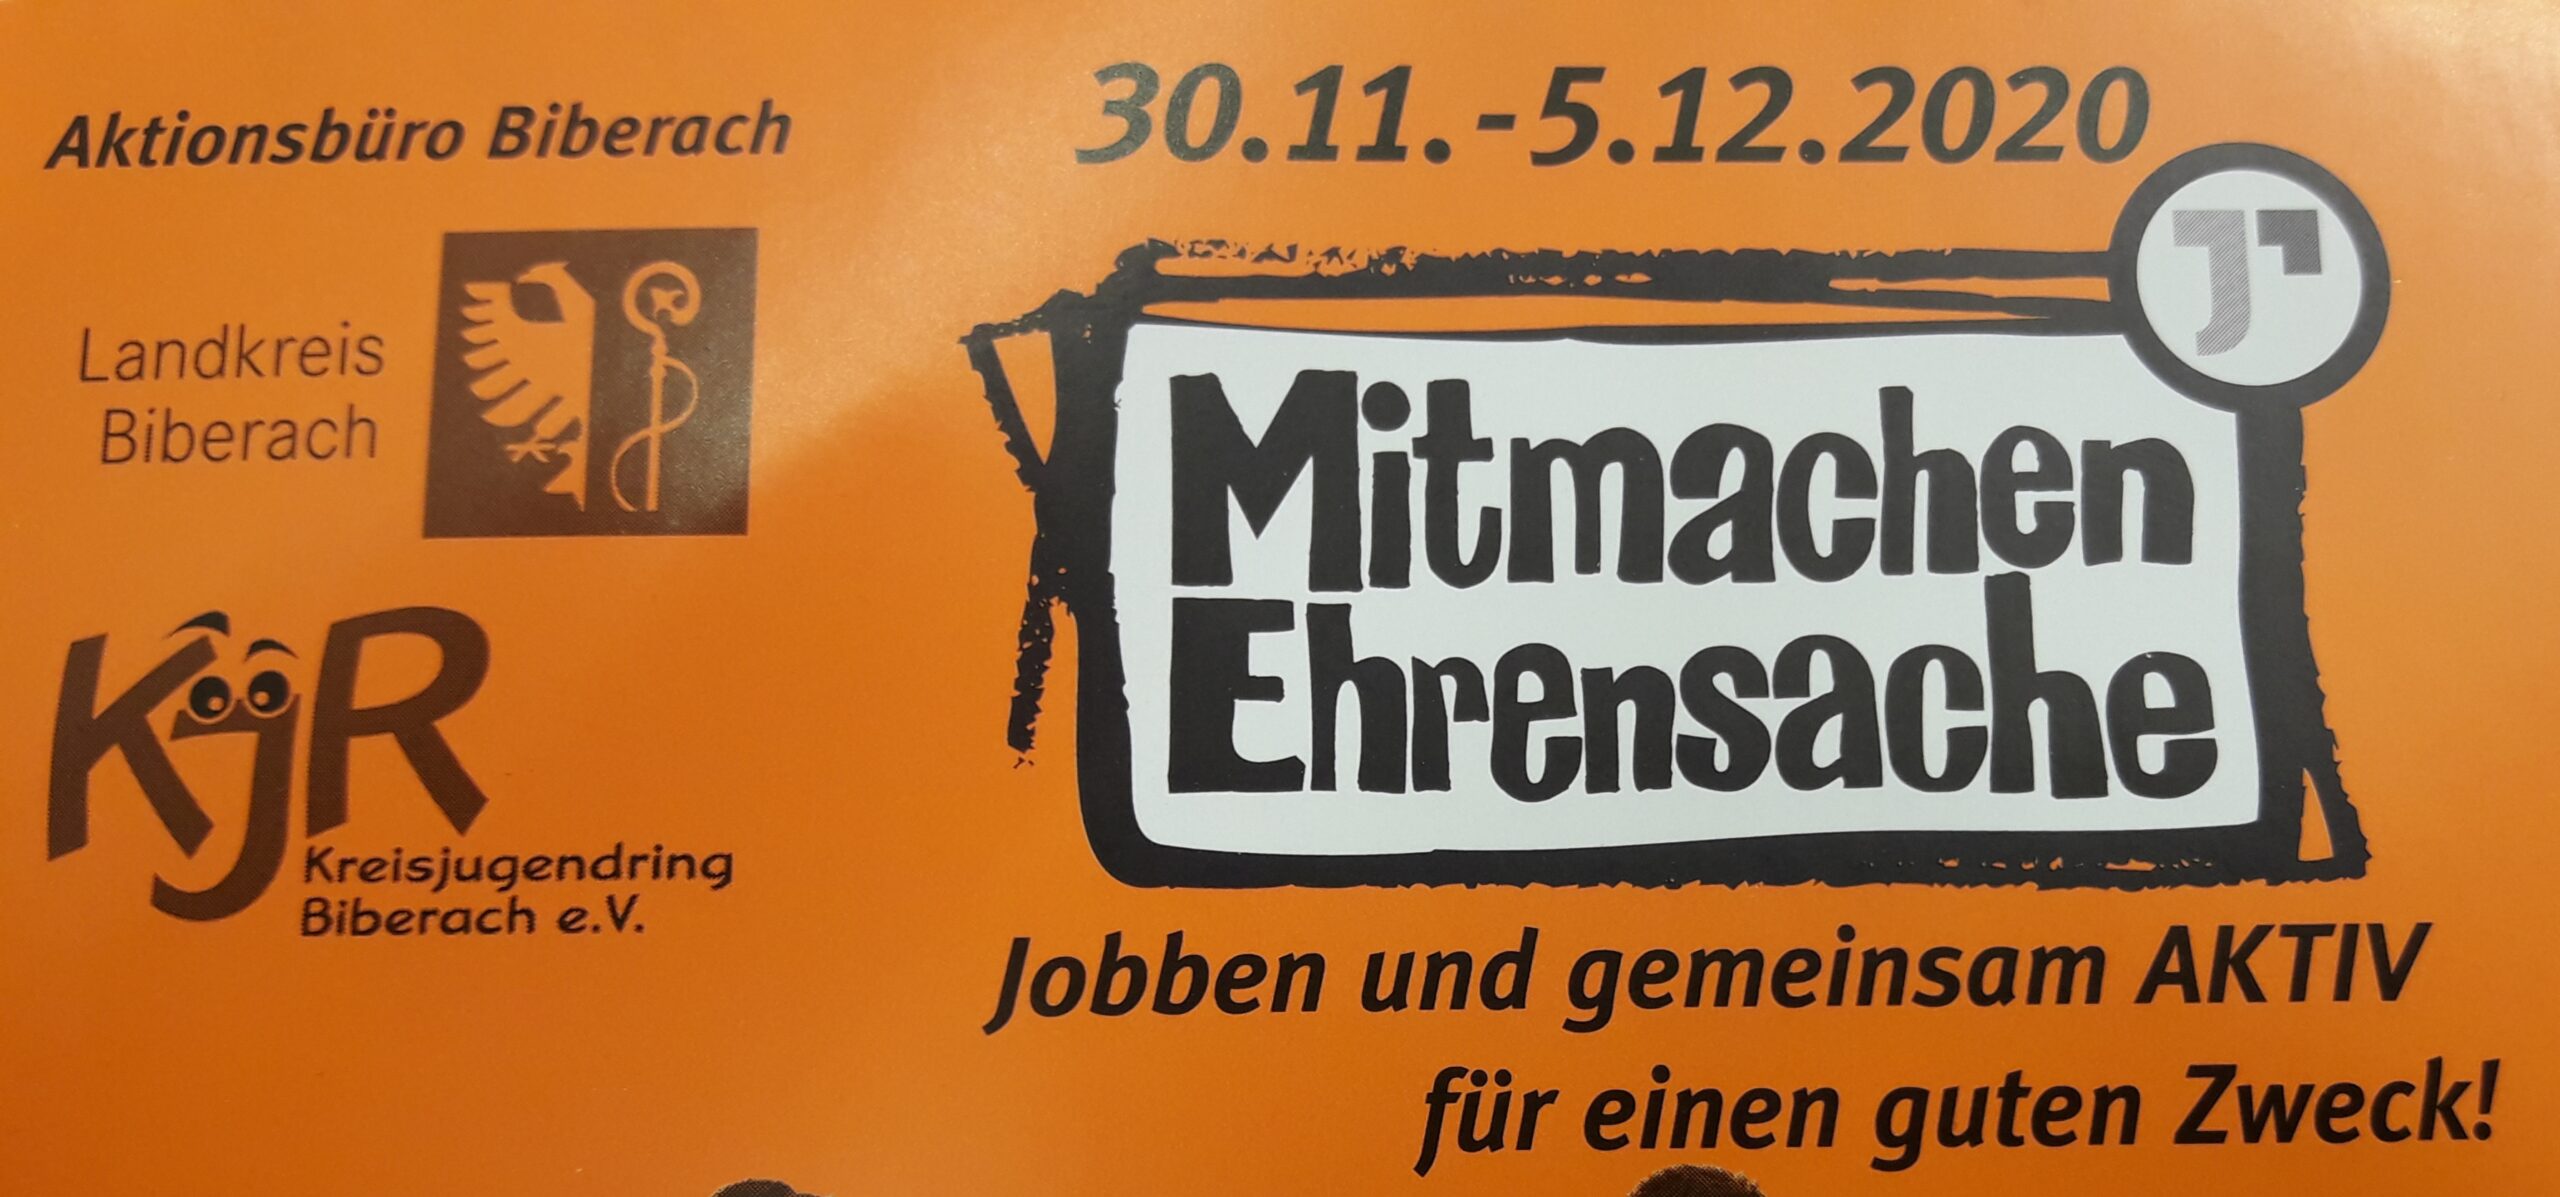 Aktionsbüro Biberach
Landkreis
Biberach
KjR
Kreisjugendring
Biberach e.V.
30.11.-5.12.2020
Mitmachen
Ehrensache
Jobben und gemeinsam AKTIV
für einen guten Zweck!